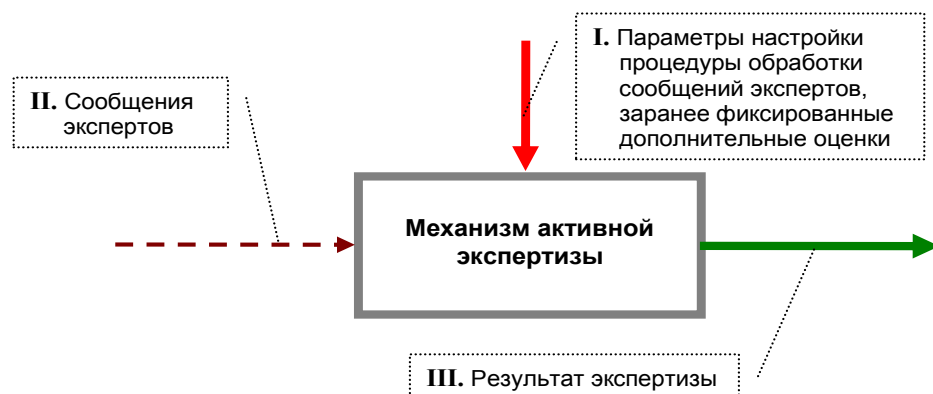 I. Параметры настройки
процедуры обработки
сообщений экспертов,
заранее фиксированные
дополнительные оценки
II. Сообщения
экспертов
Механизм активной
экспертизы
III. Результат экспертизы